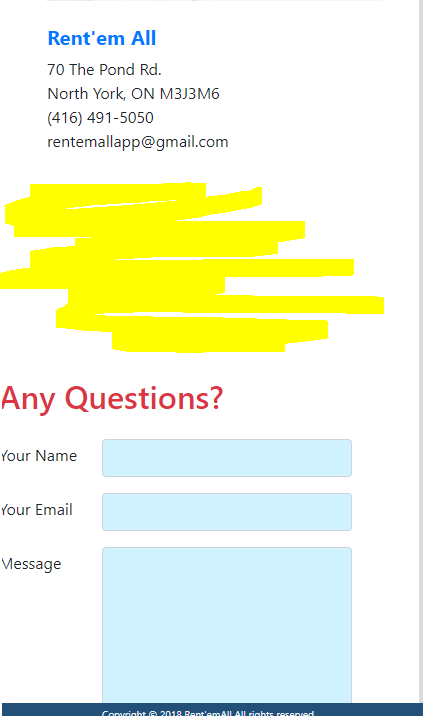 Rent'em All
70 The Pond Rd.
North York, ON M3J3M6
(416) 491-5050
rentemallapp@gmail.com
Any Questions?
Your Name
Your Email
Message
Copyright © 2018 Rent'emAll All rights reserved